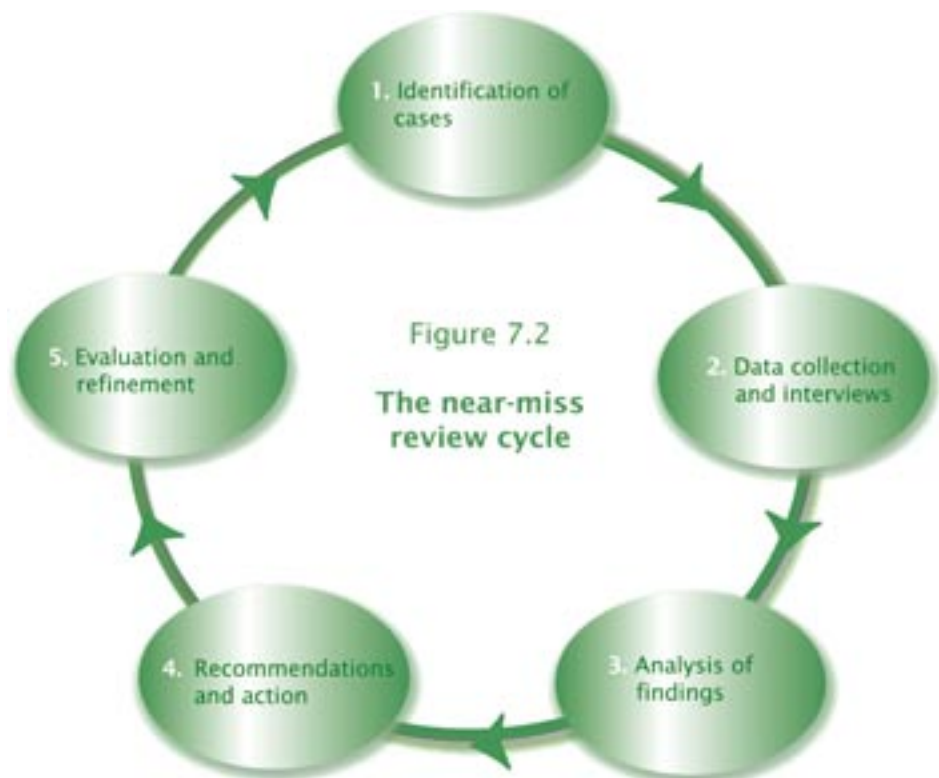 1. Identification of
cases
2. Data collection
and interviews
3. Analysis of
findings
4. Recommendations
and action
5. Evaluation and
refinement
Figure 7.2
The near-miss
review cycle